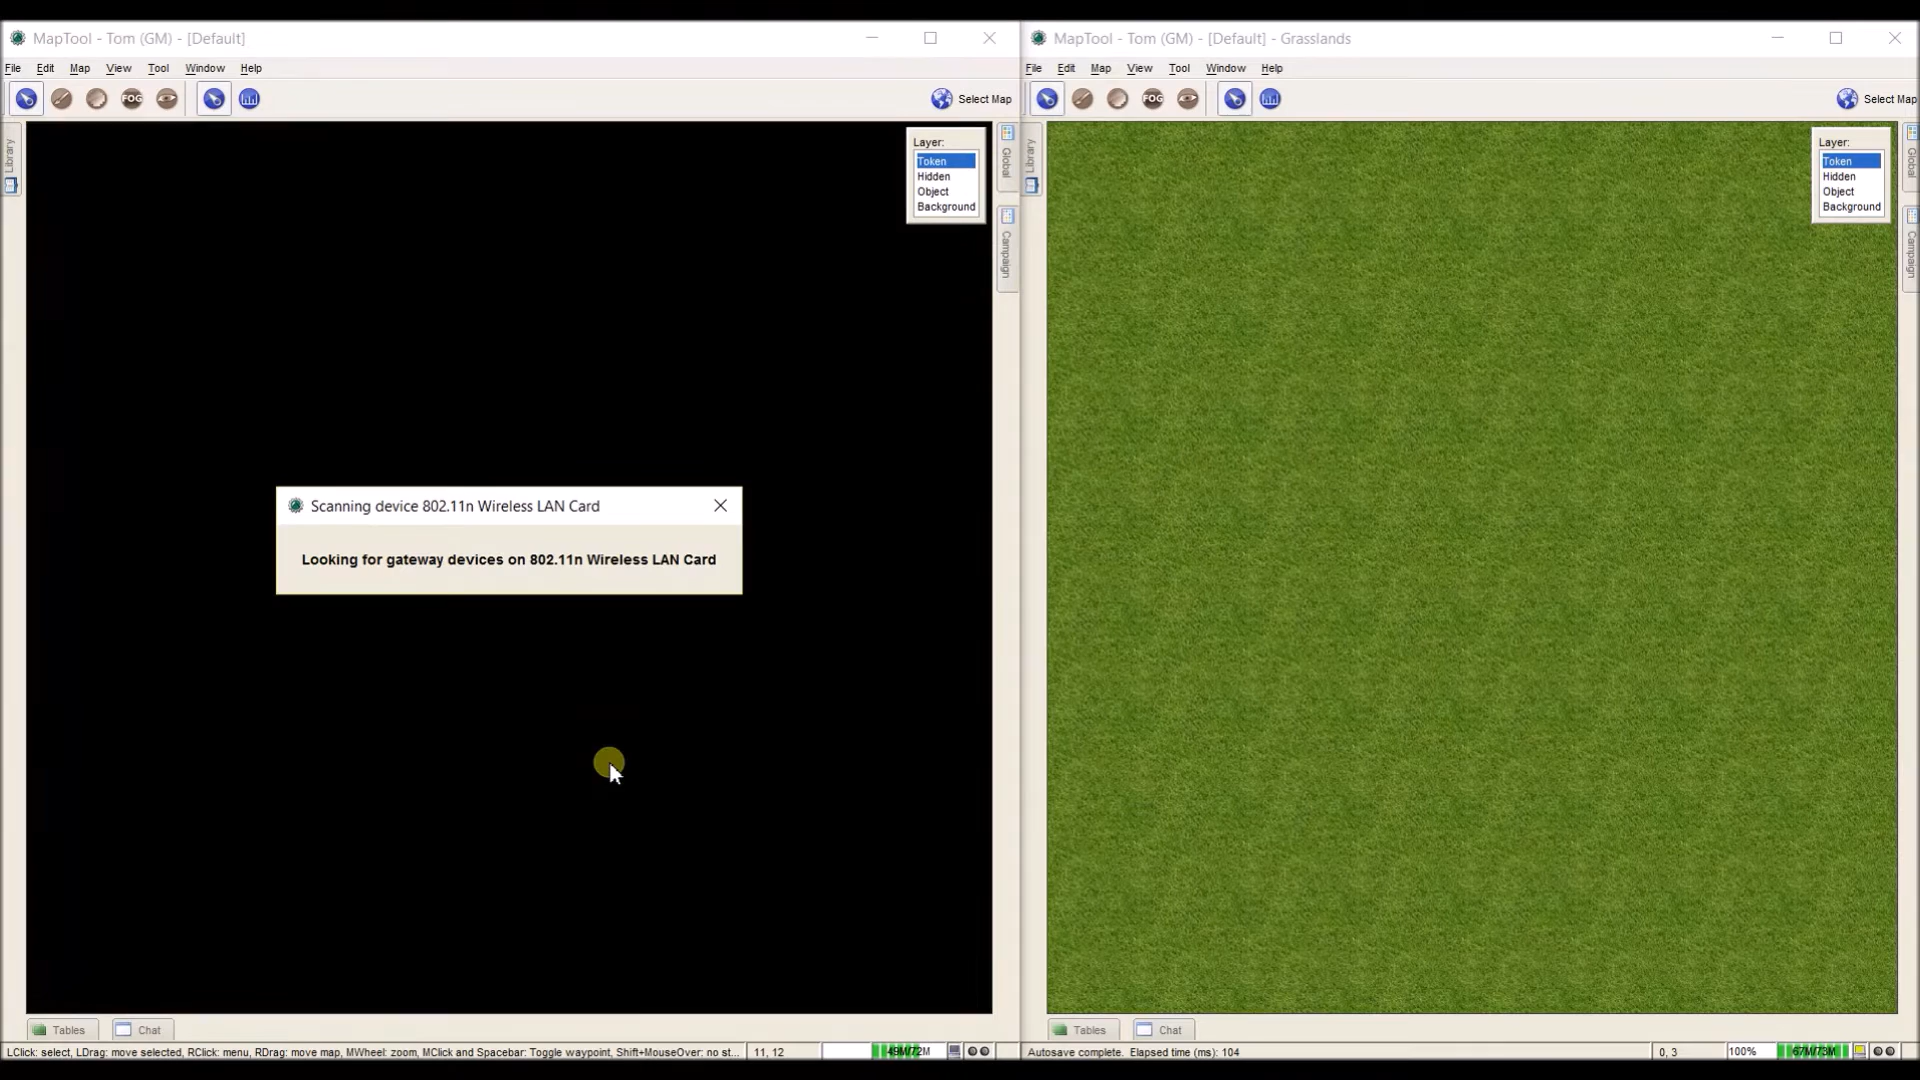 MapTool - Tom (GM) - [Default]
File Edit Map View Tool Window Help
FOG
Select Map
Library
Layer:
Token
Hidden
Object
Background
Global
Campaign
Scanning device 802.11n Wireless LAN Card
Looking for gateway devices on 802.11n Wireless LAN Card
Tables Chat
LClick: select, LDrag: move selected, RClick: menu, RDrag: move map, MWheel: zoom, MClick and Spacebar: Toggle waypoint, Shift+MouseOver: no st... 11, 12 49M/72M
MapTool - Tom (GM) - [Default] - Grasslands
File Edit Map View Tool Window Help
FOG
Select Map
Library
Layer:
Token
Hidden
Object
Background
Global
Campaign
Tables Chat
Autosave complete. Elapsed time (ms): 104 0, 3 100% 67M/73M